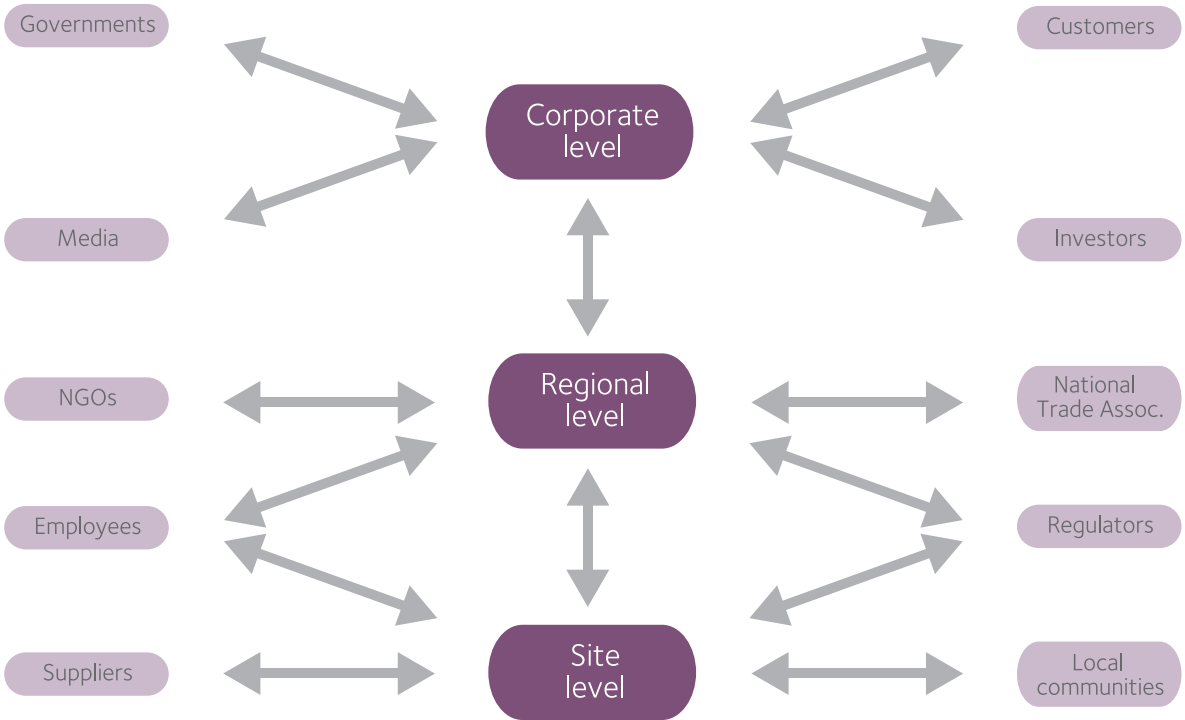 Governments
Customers
Corporate
level
Media
Investors
NGOs
Regional
level
National
Trade Assoc.
Employees
Regulators
Suppliers
Site
level
Local
communities